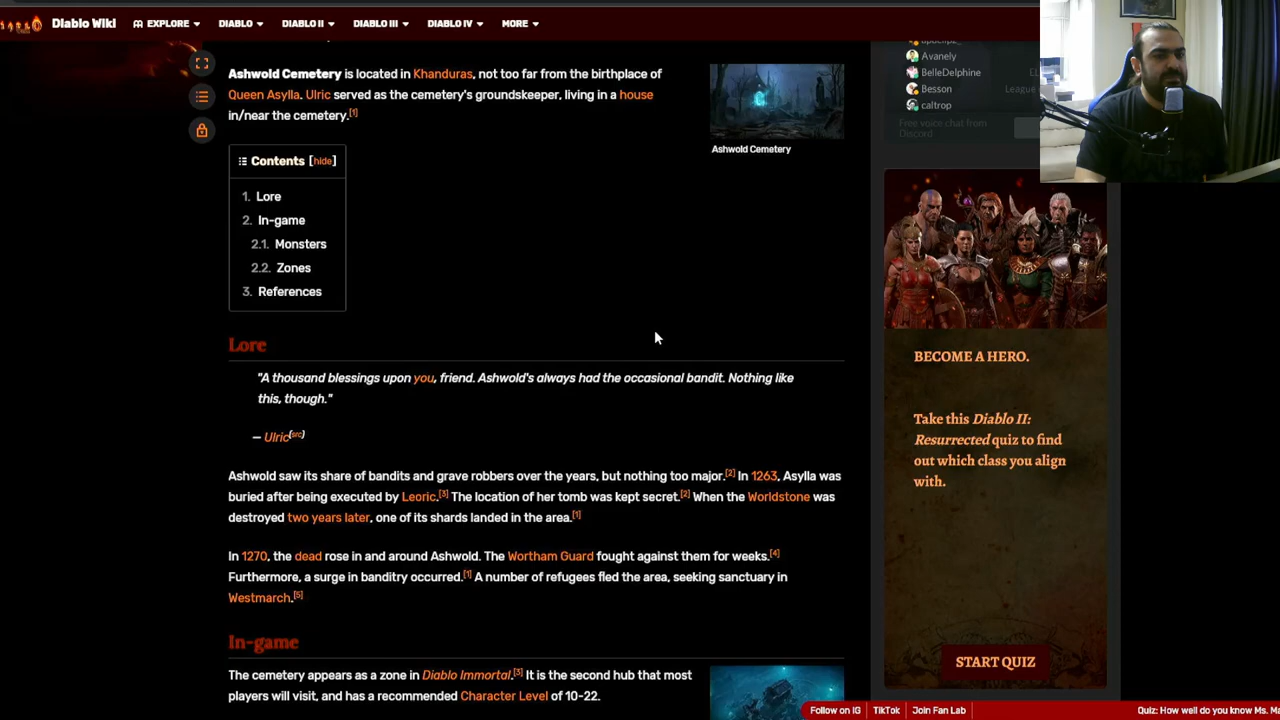 Diablo Wiki EXPLORE DIABLO DIABLO II DIABLO III DIABLO IV MORE
Ashwold Cemetery is located in Khanduras, not too far from the birthplace of
Queen Asylla. Ulric served as the cemetery's groundskeeper, living in a house
in/near the cemetery.[1]
Ashwold Cemetery
Contents [hide]
1. Lore
2. In-game
2.1. Monsters
2.2. Zones
3. References
Lore
"A thousand blessings upon you, friend. Ashwold's always had the occasional bandit. Nothing like
this, though."
— Ulric[src]
Ashwold saw its share of bandits and grave robbers over the years, but nothing too major.[2] In 1263, Asylla was
buried after being executed by Leoric.[3] The location of her tomb was kept secret.[2] When the Worldstone was
destroyed two years later, one of its shards landed in the area.[1]
In 1270, the dead rose in and around Ashwold. The Wortham Guard fought against them for weeks.[4]
Furthermore, a surge in banditry occurred.[1] A number of refugees fled the area, seeking sanctuary in
Westmarch.[5]
In-game
The cemetery appears as a zone in Diablo Immortal.[3] It is the second hub that most
players will visit, and has a recommended Character Level of 10-22.
Avanely
BelleDelphine
Besson League
caltrop
Free voice chat from
Discord
BECOME A HERO.
Take this Diablo II:
Resurrected quiz to find
out which class you align
with.
START QUIZ
Follow on IG TikTok Join Fan Lab Quiz: How well do you know Ms.